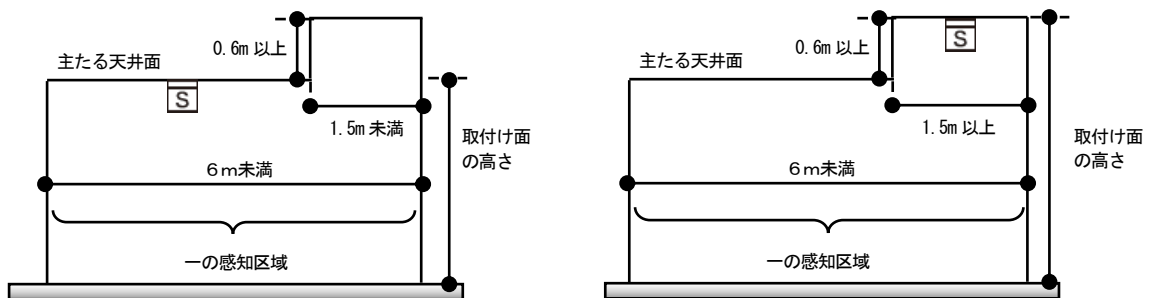 0.6m 以上
主たる天井面
S
1.5m 未満
取付け面
の高さ
６ｍ未満
一の感知区域
0.6m 以上
主たる天井面
S
1.5m 以上
取付け面
の高さ
６ｍ未満
一の感知区域